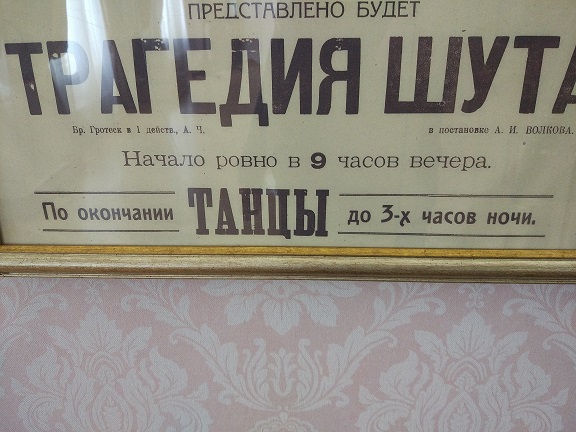 ПРЕДСТАВЛЕНО БУДЕТ
ТРАГЕДИЯ ШУТА
Бр. Гротеск в 1 действ., А. Ч. в постановке А. И. ВОЛКОВА.
Начало ровно в 9 часов вечера.
По окончании ТАНЦЫ до 3-х часов ночи.